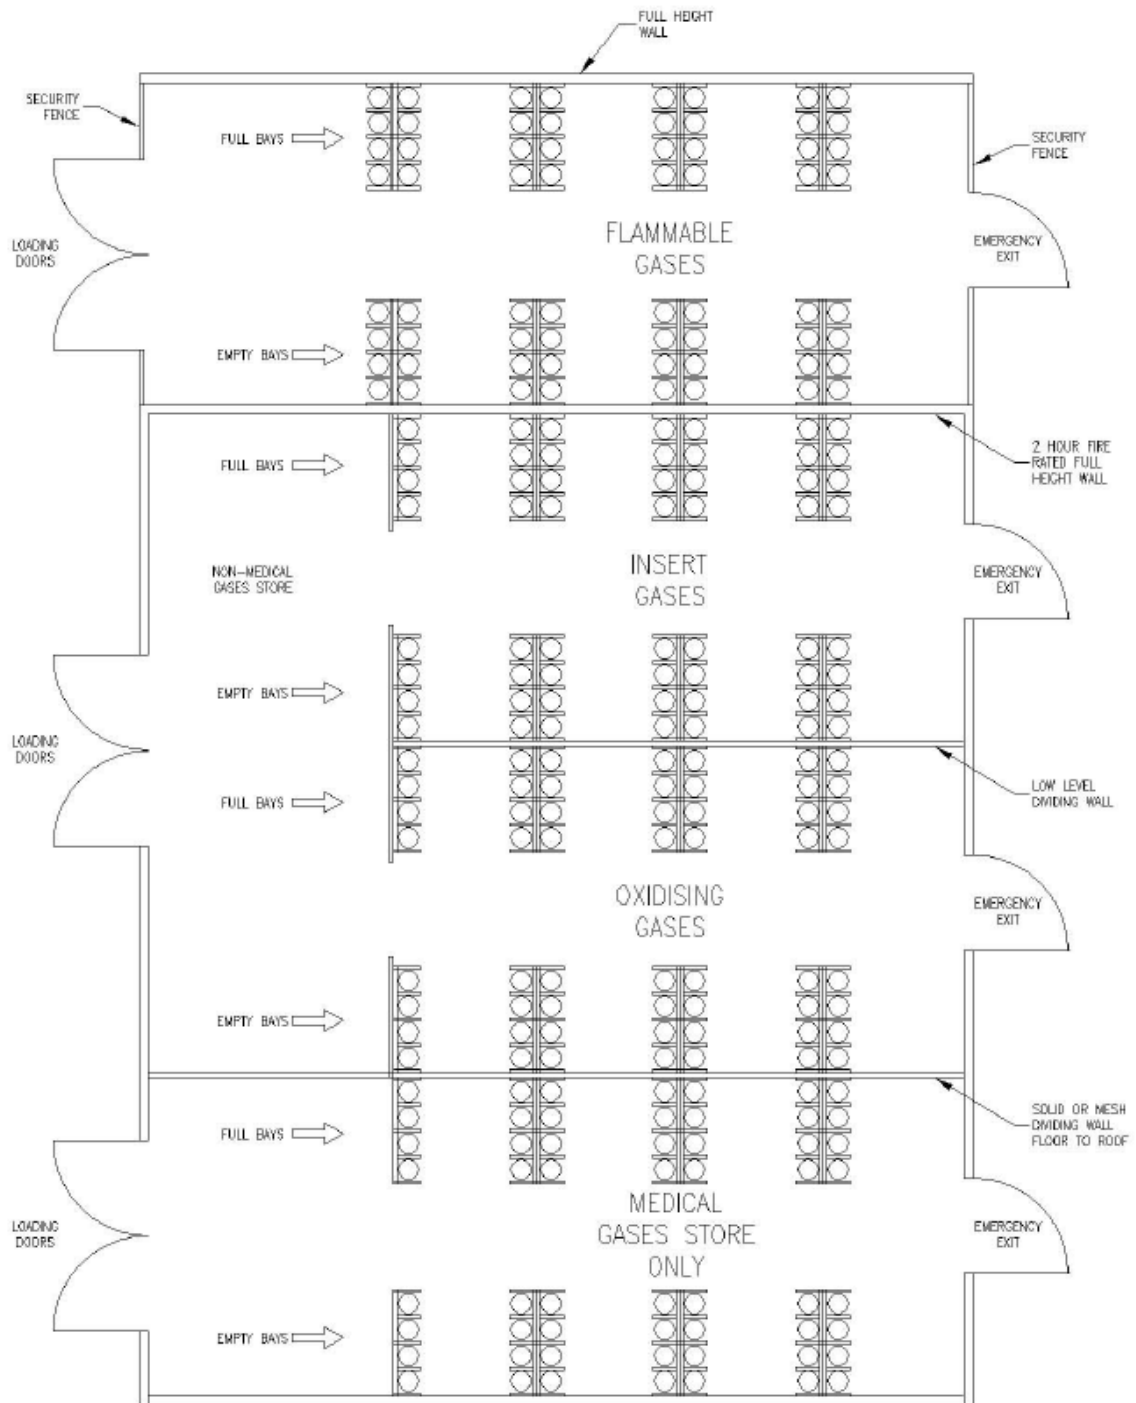 FULL HEIGHT
WALL
SECURITY
FENCE
FULL BAYS
SECURITY
FENCE
FLAMMABLE
GASES
LOADING
DOORS
EMERGENCY
EXIT
EMPTY BAYS
2 HOUR FIRE
RATED FULL
HEIGHT WALL
FULL BAYS
INSERT
GASES
NON-MEDICAL
GASES STORE
EMERGENCY
EXIT
EMPTY BAYS
LOADING
DOORS
LOW LEVEL
DIVIDING WALL
FULL BAYS
OXIDISING
GASES
EMERGENCY
EXIT
EMPTY BAYS
SOLID OR MESH
DIVIDING WALL
FLOOR TO ROOF
FULL BAYS
MEDICAL
GASES STORE
ONLY
LOADING
DOORS
EMERGENCY
EXIT
EMPTY BAYS